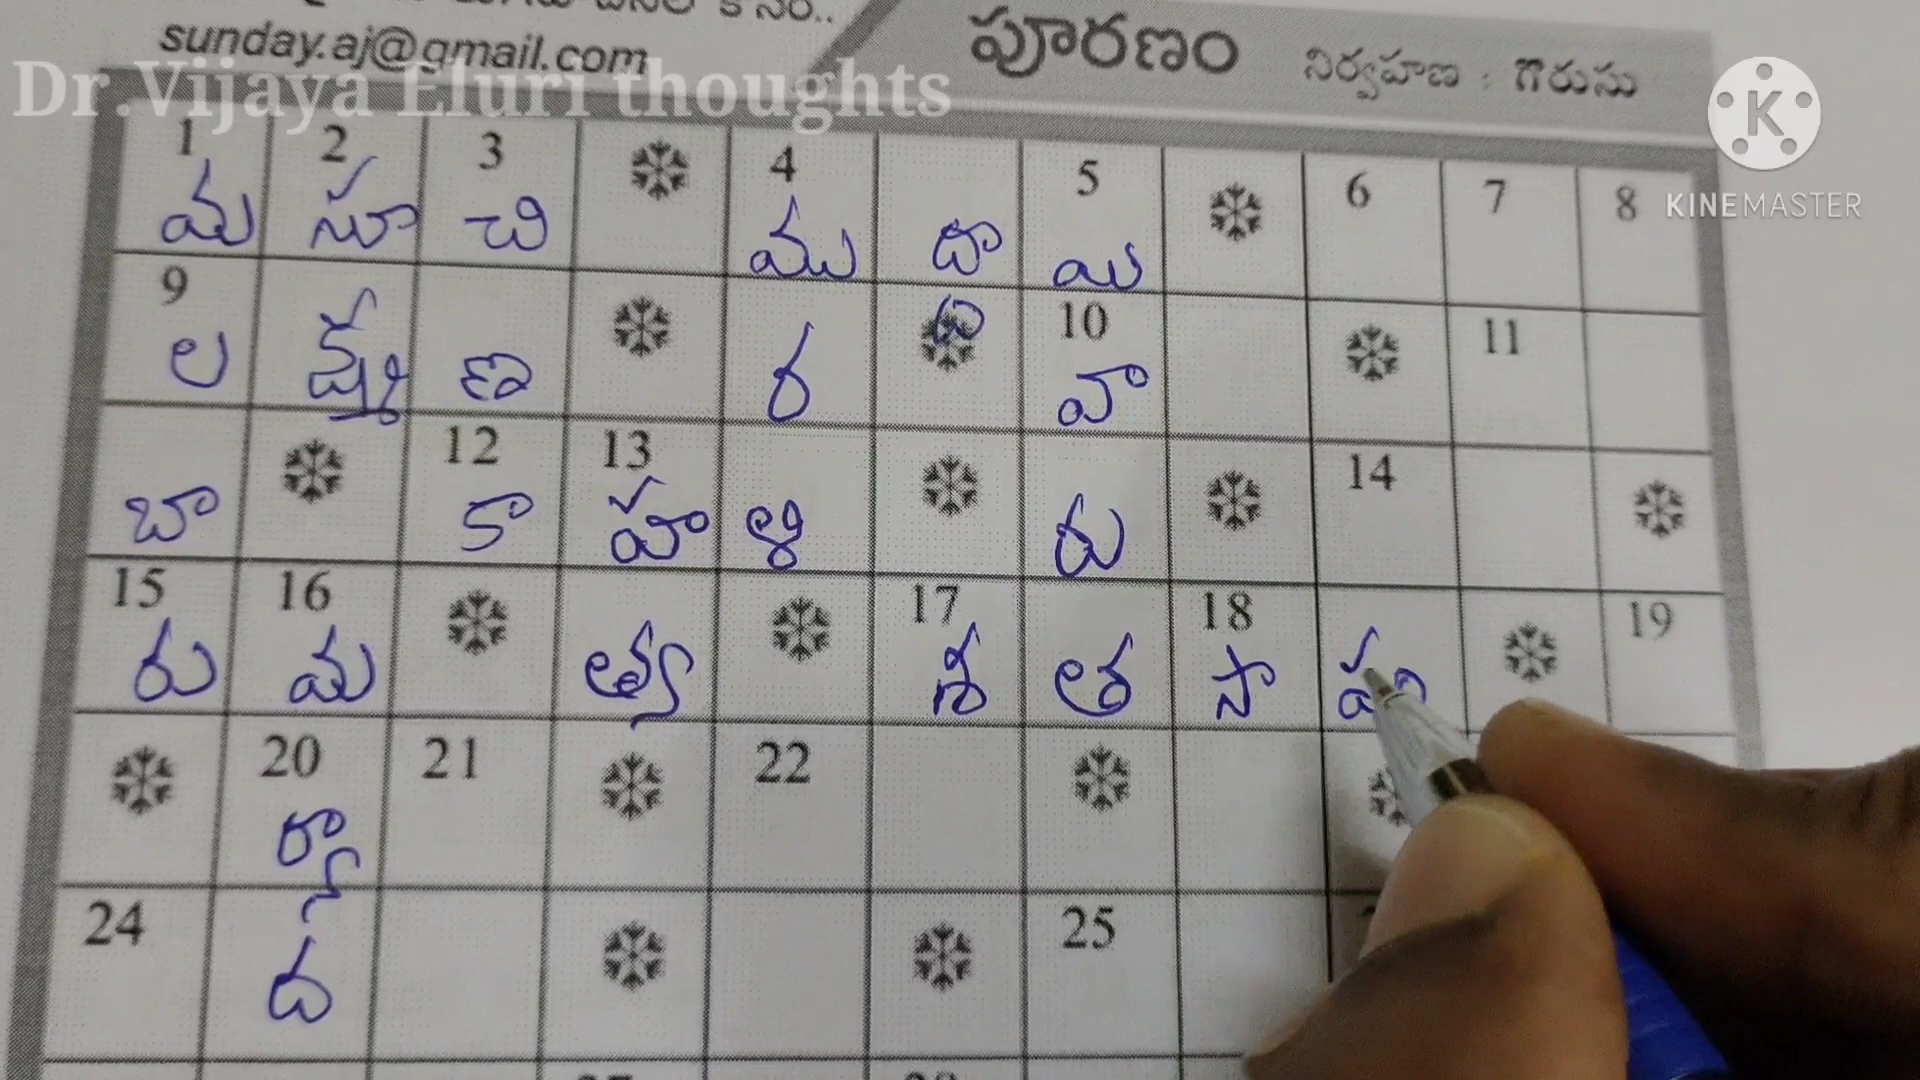 sunday.aj@gmail.com
Dr.Vijaya Eluri thoughts
పూరణం
నిర్వహణ : గొరుసు
K
KINEMASTER
1 2 3 4 5 6 7 8
మ సూ చి ము దా యి
9 10 11
ల ణా ర వా
12 13 14
బా కా హా ళి రు
15 16 17 18 19
రు మ త్య శ త సా హ
20 21 22
ర్యా
24 25
ద